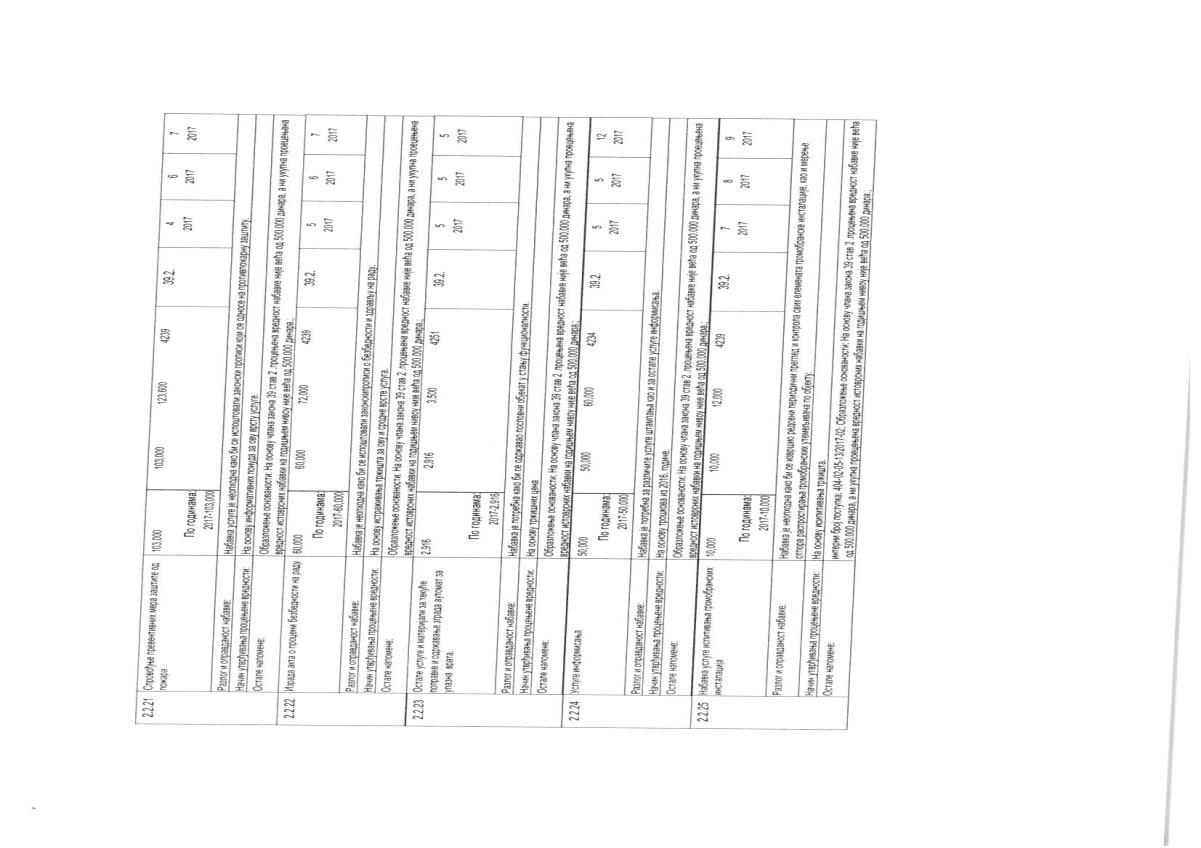 2.2.21 Спровођење превентивних мера заштите од пожара 103,000 103,000 123,600 4239 39.2. 4 2017 6 2017 7 2017
По годинама:
2017-103,000
Разлог и оправданост набавке: Набавка услуге је неопходна како би се испоштовали законски прописи који се односе на противпожарну заштиту.
Начин утврђивања процењене вредности: На основу информативних понуда за ову врсту услуге.
Остале напомене: Образложење основаности: На основу члана закона 39 став 2 .процењена вредност набавке није већа од 500.000 динара, а ни укупна процењена
вредност истоврсних набавки на годишњем нивоу није већа од 500.000 динара.;
2.2.22 Израда акта о процени безбедности на раду 60,000 60,000 72,000 4239 39.2. 5 2017 6 2017 7 2017
По годинама:
2017-60,000
Разлог и оправданост набавке: Набавка је неопходна како би се испоштовали законскипрописи о безбедности и здрављу на раду.
Начин утврђивања процењене вредности: На основу истраживања тржишта за ову и сродне врсте услуга.
Остале напомене: Образложење основаности: На основу члана закона 39 став 2 .процењена вредност набавке није већа од 500.000 динара, а ни укупна процењена
вредност истоврсних набавки на годишњем нивоу није већа од 500.000 динара.;
2.2.23 Остале услуге и материјали за текуће поправке и одржавање зграда аутомат за улазна врата. 2,916 2,916 3,500 4251 39.2. 5 2017 5 2017 5 2017
По годинама:
2017-2,916
Разлог и оправданост набавке: Набавка је потребна како би се одржавао пословни објекат у стању функционалности.
Начин утврђивања процењене вредности: На основу тржишних цена
Остале напомене: Образложење основаности: На основу члана закона 39 став 2 .процењена вредност набавке није већа од 500.000 динара, а ни укупна процењена
вредност истоврсних набавки на годишњем нивоу није већа од 500.000 динара.;
2.2.24 Услуге информисања 50,000 50,000 60,000 4234 39.2. 5 2017 5 2017 12 2017
По годинама:
2017-50,000
Разлог и оправданост набавке: Набавка је потребна за различите услуге штампања као и за остале услуге информисања.
Начин утврђивања процењене вредности: На основу трошкова из 2016. године.
Остале напомене: Образложење основаности: На основу члана закона 39 став 2 .процењена вредност набавке није већа од 500.000 динара, а ни укупна процењена
вредност истоврсних набавки на годишњем нивоу није већа од 500.000 динара.;
2.2.25 Набавка услуге испитивања громобранских инсталација 10,000 10,000 12,000 4239 39.2. 7 2017 8 2017 9 2017
По годинама:
2017-10,000
Разлог и оправданост набавке: Набавка је неопходна како би се извршио редовни периодични преглед и контрола свих елемената громобранске инсталације, као и мерење
отпора распростирања громобранских утемељивача по објекту.
Начин утврђивања процењене вредности: На основу испитивања тржишта.
Остале напомене: интерни број поступка: 404-02-05-13/2017-02; Образложење основаности: На основу члана закона 39 став 2 .процењена вредност набавке није већа
од 500.000 динара, а ни укупна процењена вредност истоврсних набавки на годишњем нивоу није већа од 500.000 динара.;